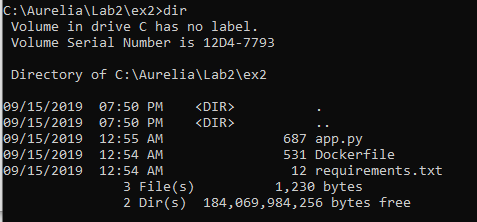 C:\Aurelia\Lab2\ex2>dir
 Volume in drive C has no label.
 Volume Serial Number is 12D4-7793

 Directory of C:\Aurelia\Lab2\ex2

09/15/2019  07:50 PM    <DIR>          .
09/15/2019  07:50 PM    <DIR>          ..
09/15/2019  12:55 AM               687 app.py
09/15/2019  12:54 AM               531 Dockerfile
09/15/2019  12:54 AM                12 requirements.txt
               3 File(s)          1,230 bytes
               2 Dir(s)  184,069,984,256 bytes free